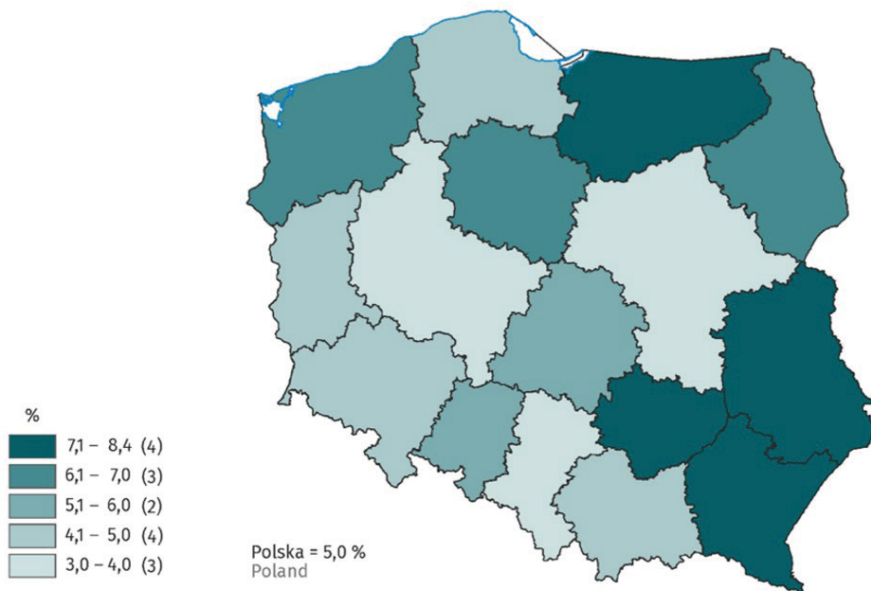 %
7,1 – 8,4 (4)
6,1 – 7,0 (3)
5,1 – 6,0 (2)
4,1 – 5,0 (4)
3,0 – 4,0 (3)
Polska = 5,0 %
Poland